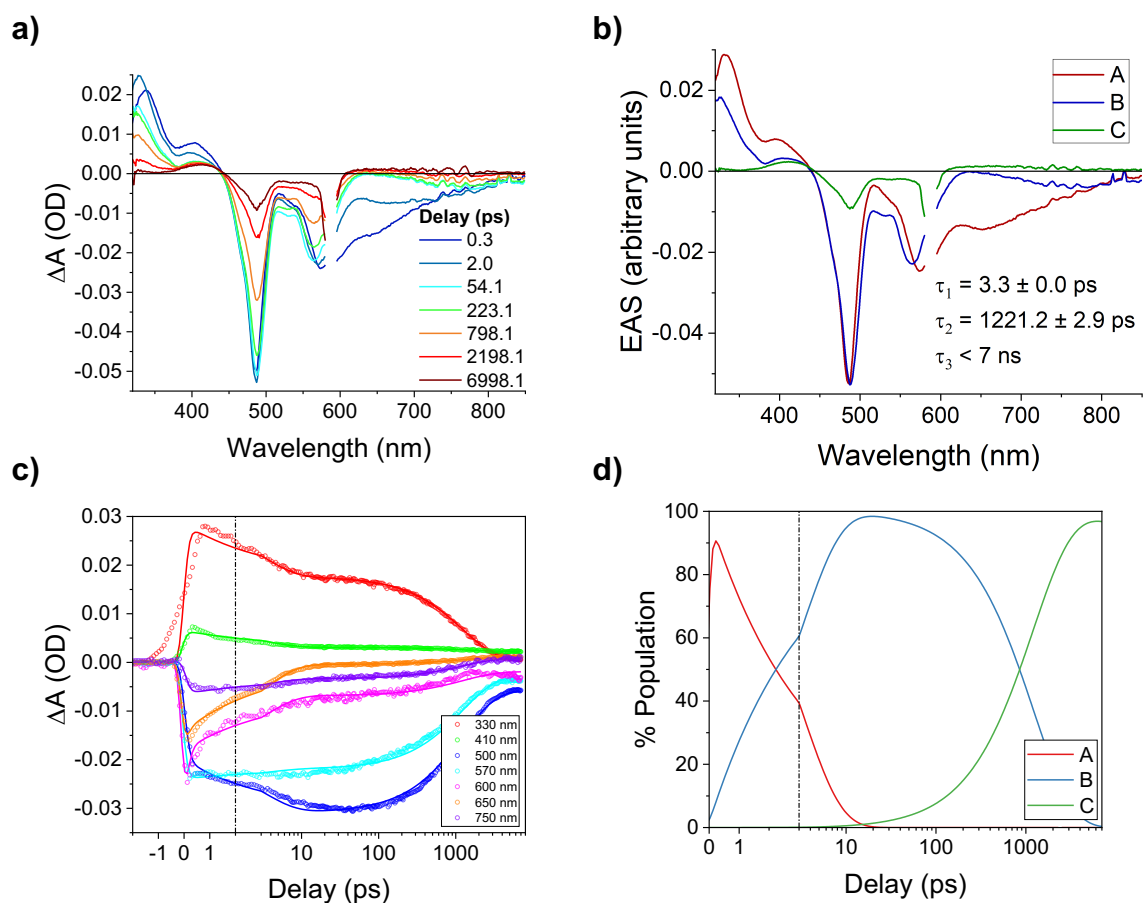 a)
ΔA (OD)
0.02
0.01
0.00
-0.01
-0.02
-0.03
-0.04
-0.05
400
500
600
700
800
Wavelength (nm)
Delay (ps)
0.3
2.0
54.1
223.1
798.1
2198.1
6998.1
b)
EAS (arbitrary units)
0.02
0.00
-0.02
-0.04
400
500
600
700
800
Wavelength (nm)
A
B
C
τ1 = 3.3 ± 0.0 ps
τ2 = 1221.2 ± 2.9 ps
τ3 < 7 ns
c)
ΔA (OD)
0.03
0.02
0.01
0.00
-0.01
-0.02
-0.03
-1
0
1
10
100
1000
Delay (ps)
330 nm
410 nm
500 nm
570 nm
600 nm
650 nm
750 nm
d)
% Population
100
80
60
40
20
0
0
1
10
100
1000
Delay (ps)
A
B
C